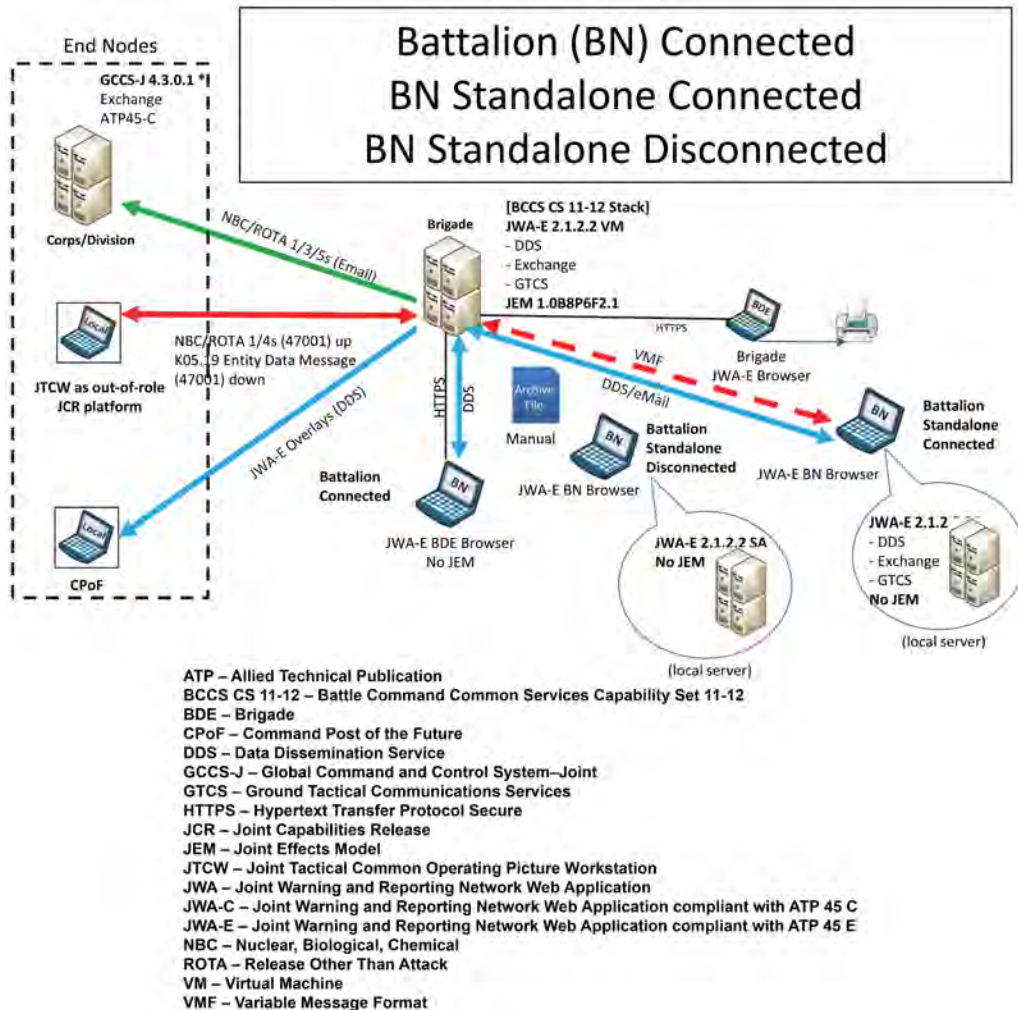 Battalion (BN) Connected
BN Standalone Connected
BN Standalone Disconnected
End Nodes
GCCS-J 4.3.0.1 *
Exchange
ATP45-C
Corps/Division
NBC/ROTA 1/3/5s (Email)
Brigade
[BCCS CS 11-12 Stack]
JWA-E 2.1.2.2 VM
- DDS
- Exchange
- GTCS
JEM 1.0B8P6F2.1
Local
JTCW as out-of-role
JCR platform
NBC/ROTA 1/4s (47001) up
K05.19 Entity Data Message
(47001) down
HTTPS
BDE
Brigade
JWA-E Browser
JWA-E Overlays (DDS)
Local
CPoF
HTTPS
DDS
Battalion
Connected
BN
JWA-E BDE Browser
No JEM
Archive
File
Manual
VMF
DDS/eMail
BN
Battalion
Standalone
Disconnected
JWA-E BN Browser
BN
Battalion
Standalone
Connected
JWA-E BN Browser
JWA-E 2.1.2.2 SA
No JEM
(local server)
JWA-E 2.1.2
- DDS
- Exchange
- GTCS
No JEM
(local server)
ATP – Allied Technical Publication
BCCS CS 11-12 – Battle Command Common Services Capability Set 11-12
BDE – Brigade
CPoF – Command Post of the Future
DDS – Data Dissemination Service
GCCS-J – Global Command and Control System–Joint
GTCS – Ground Tactical Communications Services
HTTPS – Hypertext Transfer Protocol Secure
JCR – Joint Capabilities Release
JEM – Joint Effects Model
JTCW – Joint Tactical Common Operating Picture Workstation
JWA – Joint Warning and Reporting Network Web Application
JWA-C – Joint Warning and Reporting Network Web Application compliant with ATP 45 C
JWA-E – Joint Warning and Reporting Network Web Application compliant with ATP 45 E
NBC – Nuclear, Biological, Chemical
ROTA – Release Other Than Attack
VM – Virtual Machine
VMF – Variable Message Format